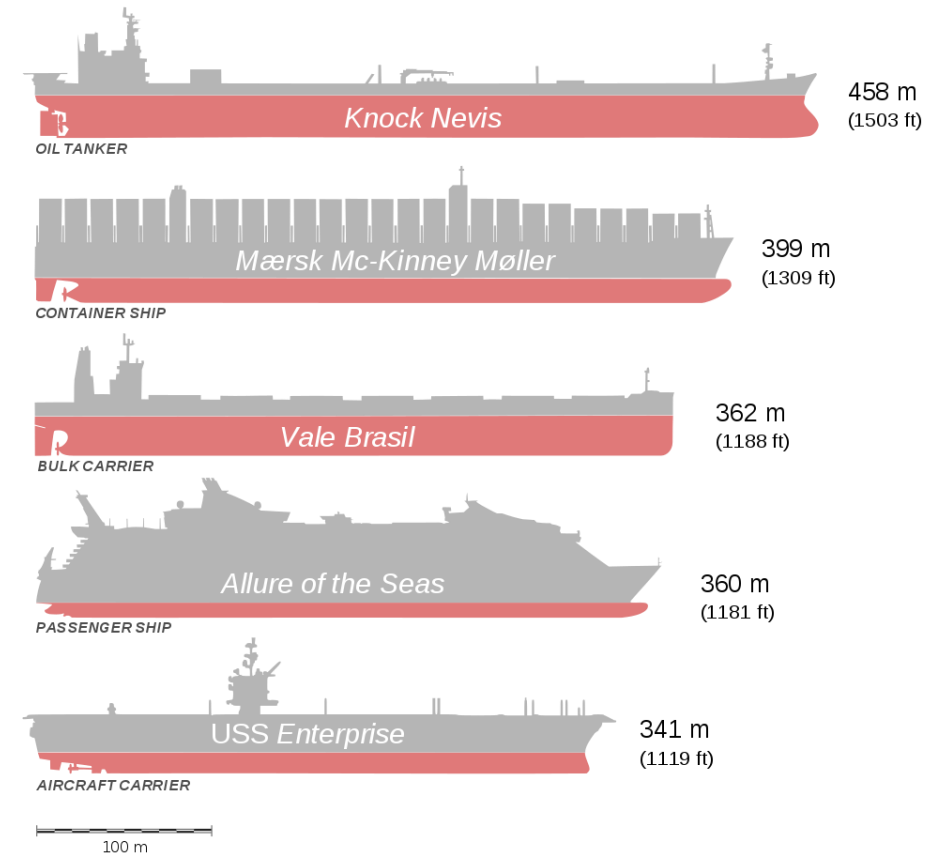 Knock Nevis
458 m
(1503 ft)
OIL TANKER
Mærsk Mc-Kinney Møller
399 m
(1309 ft)
CONTAINER SHIP
Vale Brasil
362 m
(1188 ft)
BULK CARRIER
Allure of the Seas
360 m
(1181 ft)
PASSENGER SHIP
USS Enterprise
341 m
(1119 ft)
AIRCRAFT CARRIER
100 m